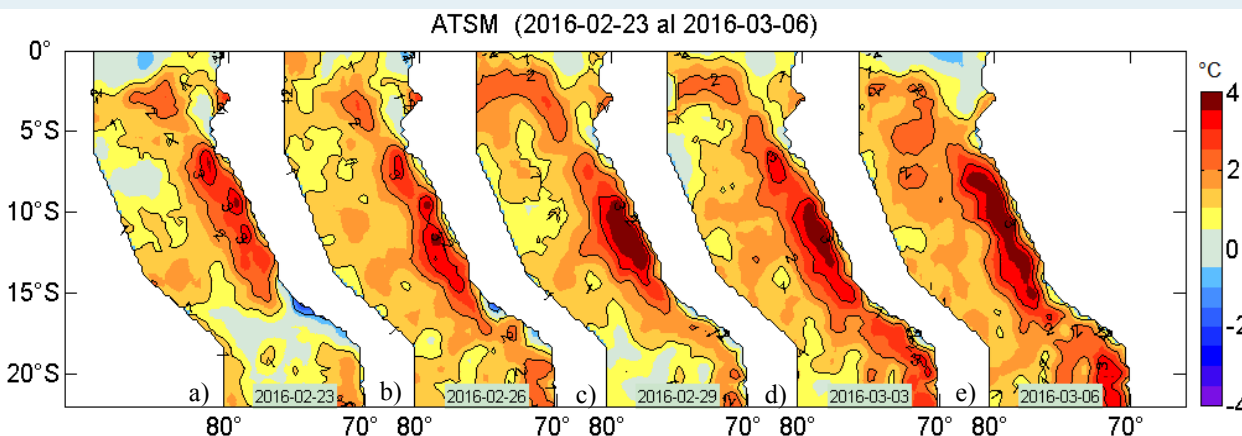 ATSM (2016-02-23 al 2016-03-06)
°C
0°
5°S
10°S
15°S
20°S
4
2
0
-2
-4
a) 2016-02-23
b) 2016-02-26
c) 2016-02-29
d) 2016-03-03
e) 2016-03-06
80° 70° 80° 70° 80° 70° 80° 70° 80° 70°